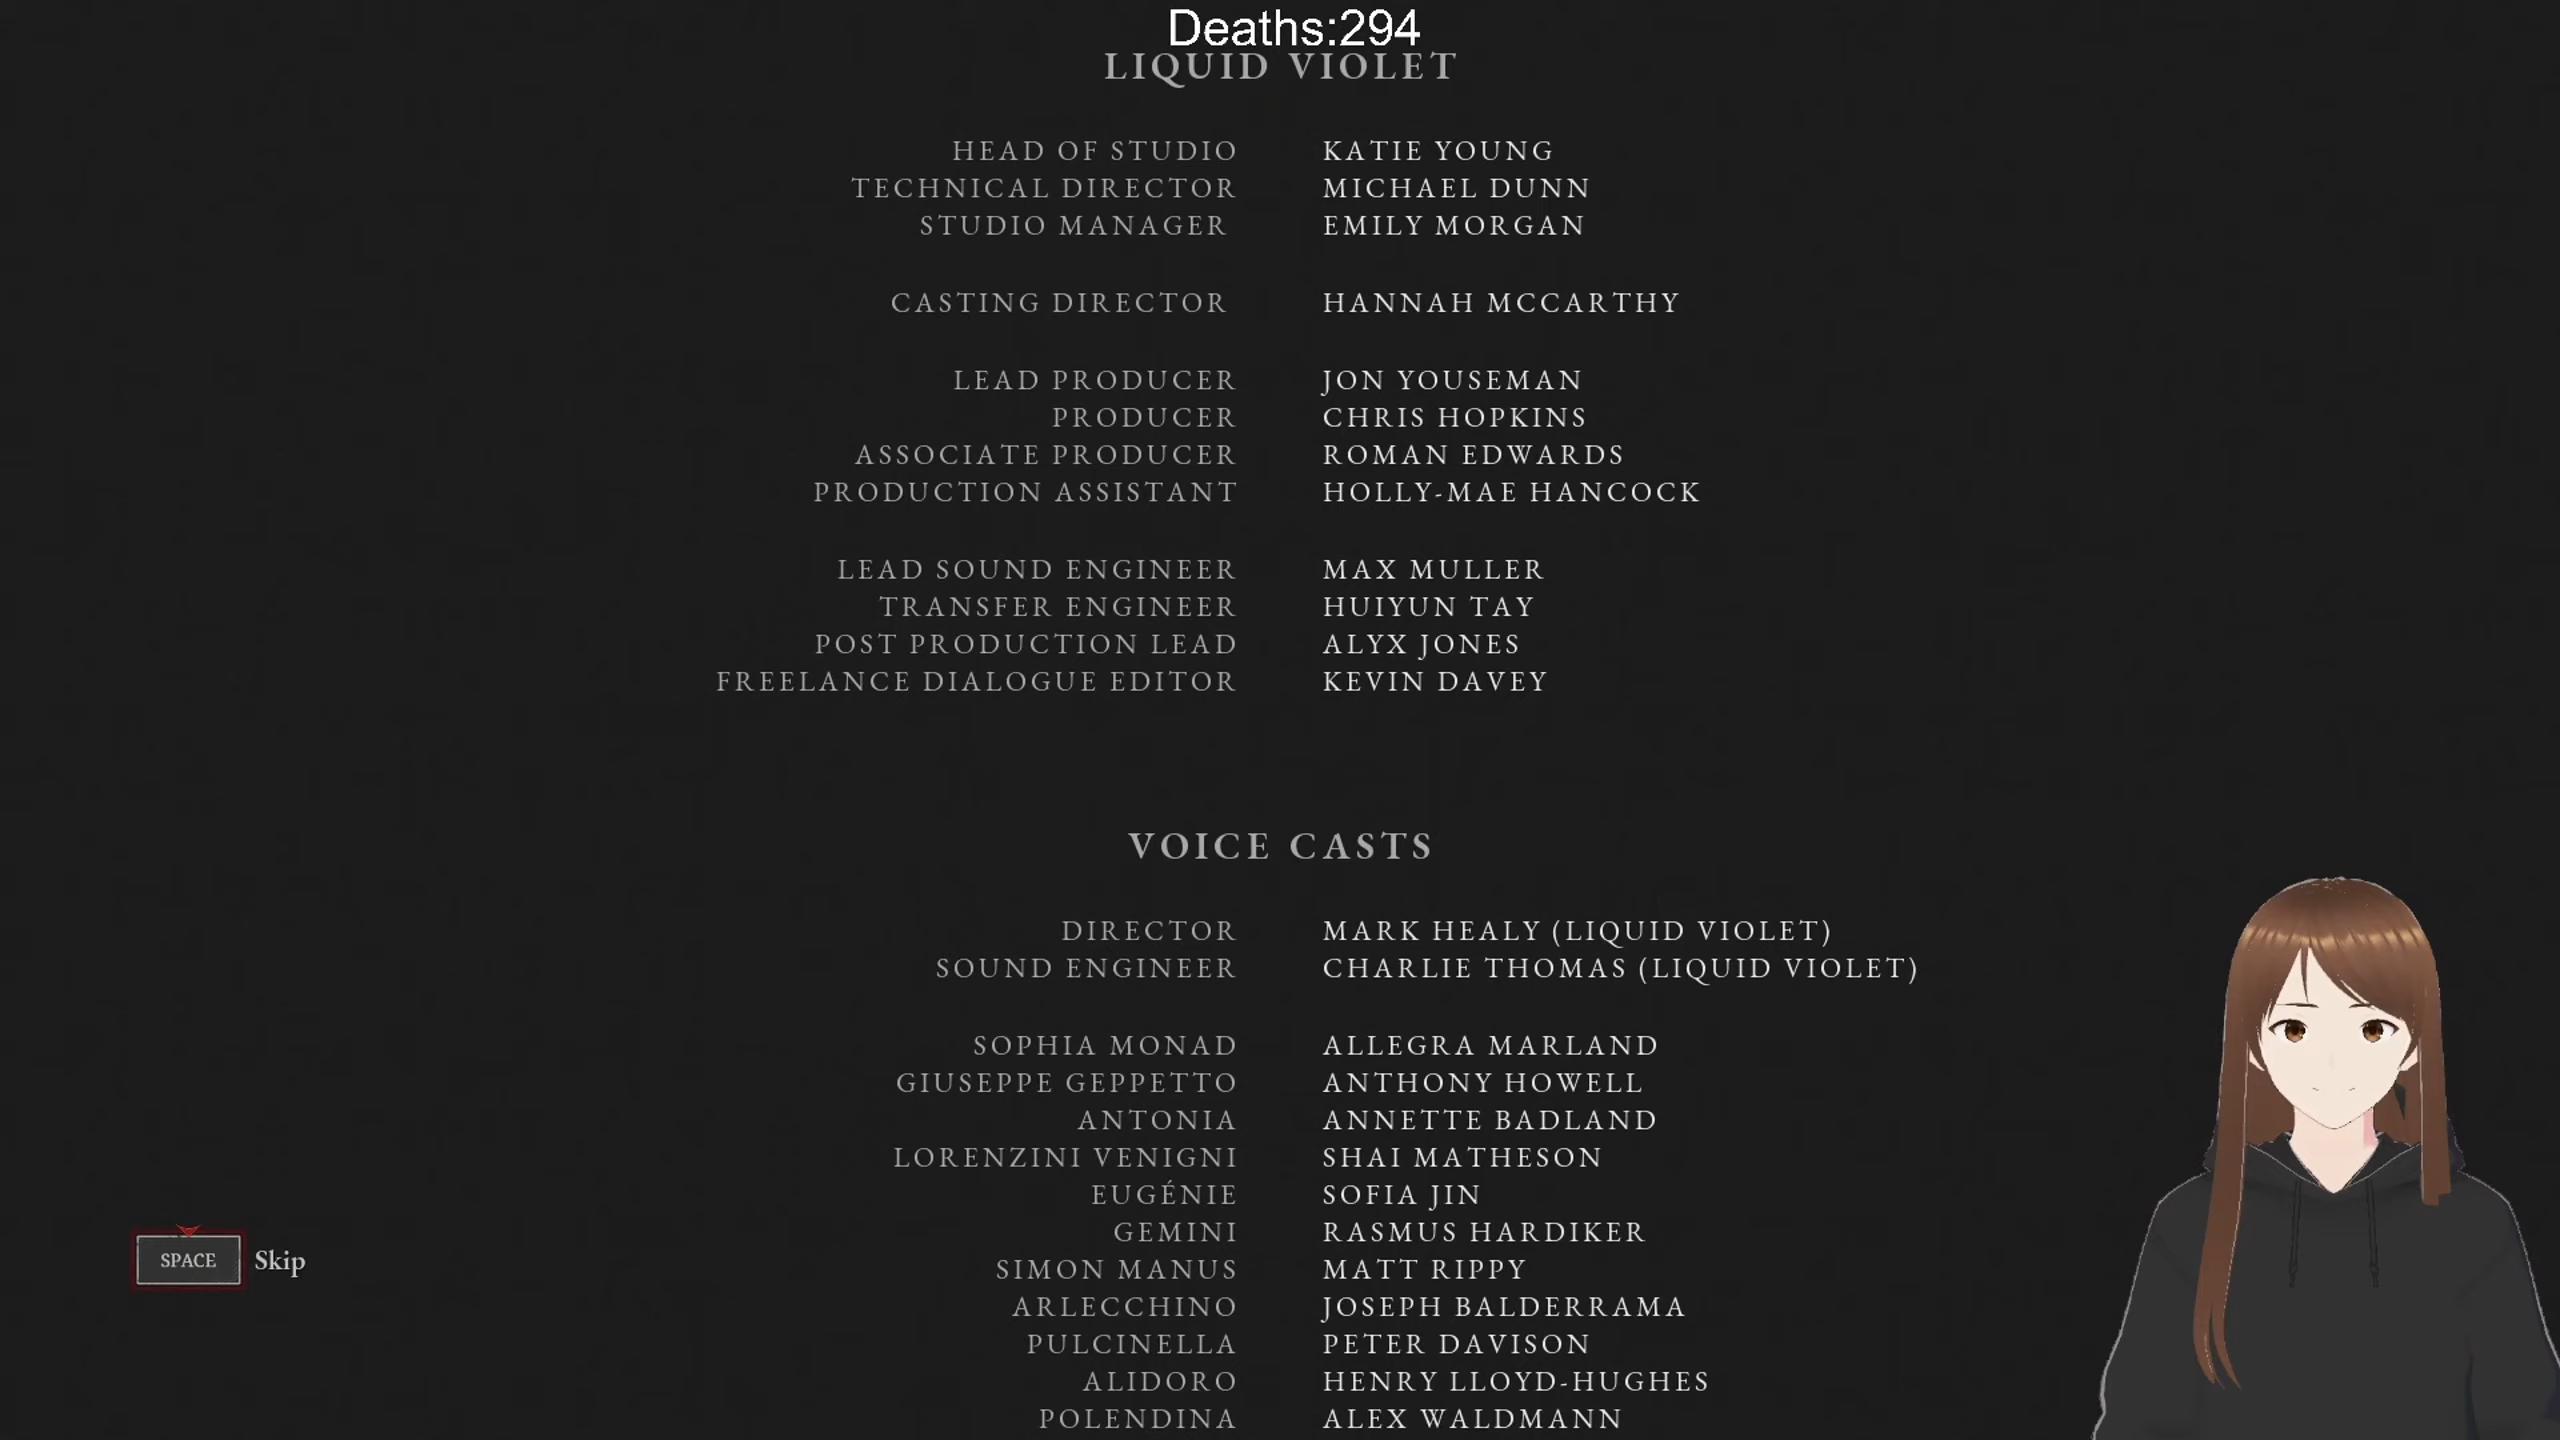 Deaths:294
LIQUID VIOLET
HEAD OF STUDIO KATIE YOUNG
TECHNICAL DIRECTOR MICHAEL DUNN
STUDIO MANAGER EMILY MORGAN
CASTING DIRECTOR HANNAH MCCARTHY
LEAD PRODUCER JON YOUSEMAN
PRODUCER CHRIS HOPKINS
ASSOCIATE PRODUCER ROMAN EDWARDS
PRODUCTION ASSISTANT HOLLY-MAE HANCOCK
LEAD SOUND ENGINEER MAX MULLER
TRANSFER ENGINEER HUIYUN TAY
POST PRODUCTION LEAD ALYX JONES
FREELANCE DIALOGUE EDITOR KEVIN DAVEY
VOICE CASTS
DIRECTOR MARK HEALY (LIQUID VIOLET)
SOUND ENGINEER CHARLIE THOMAS (LIQUID VIOLET)
SOPHIA MONAD ALLEGRA MARLAND
GIUSEPPE GEPPETTO ANTHONY HOWELL
ANTONIA ANNETTE BADLAND
LORENZINI VENIGNI SHAI MATHESON
EUGÉNIE SOFIA JIN
GEMINI RASMUS HARDIKER
SIMON MANUS MATT RIPPY
ARLECCHINO JOSEPH BALDERRAMA
PULCINELLA PETER DAVISON
ALIDORO HENRY LLOYD-HUGHES
POLENDINA ALEX WALDMANN
SPACE Skip